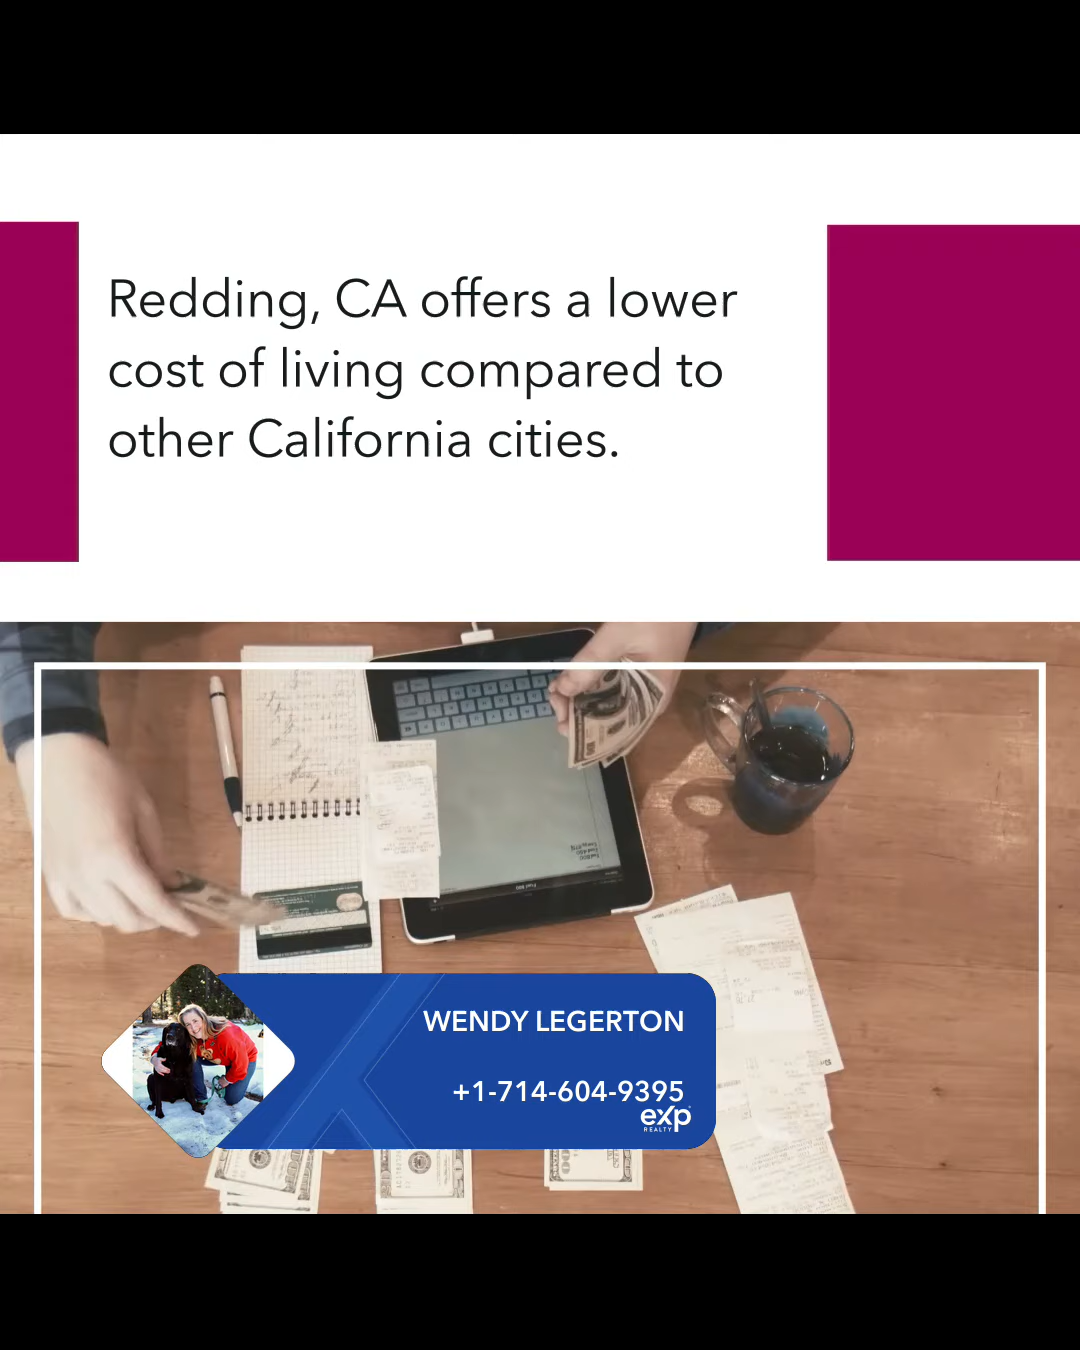 Redding, CA offers a lower
cost of living compared to
other California cities.
WENDY LEGERTON
+1-714-604-9395
exp
REALTY